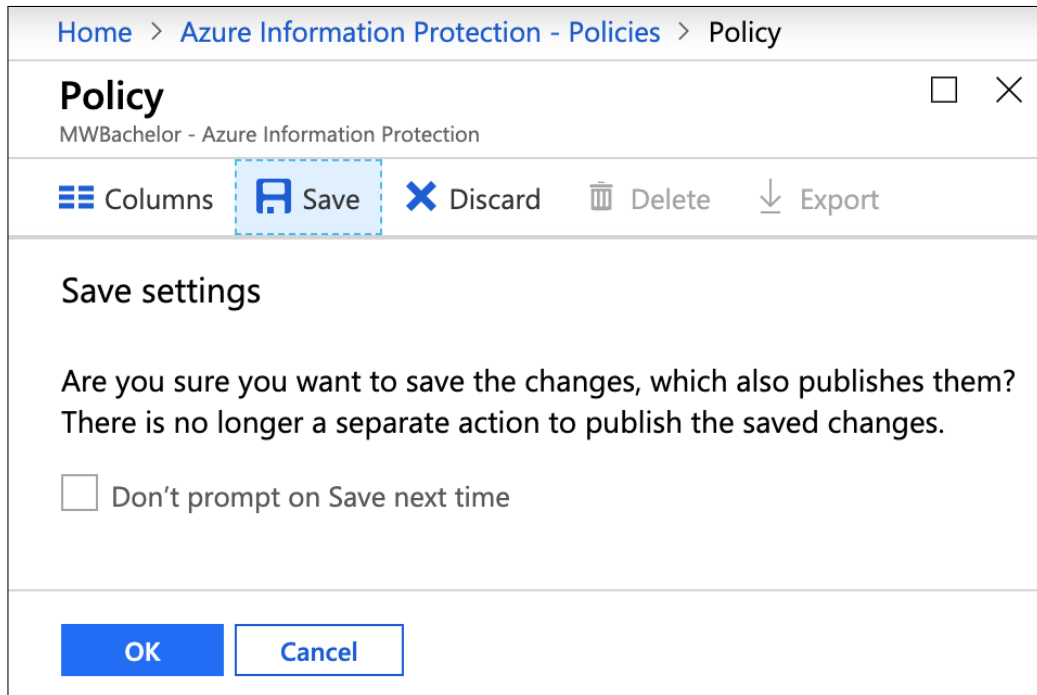 Home > Azure Information Protection - Policies > Policy
Policy
MWBachelor - Azure Information Protection
Columns Save Discard Delete Export
Save settings
Are you sure you want to save the changes, which also publishes them?
There is no longer a separate action to publish the saved changes.
Don't prompt on Save next time
OK Cancel